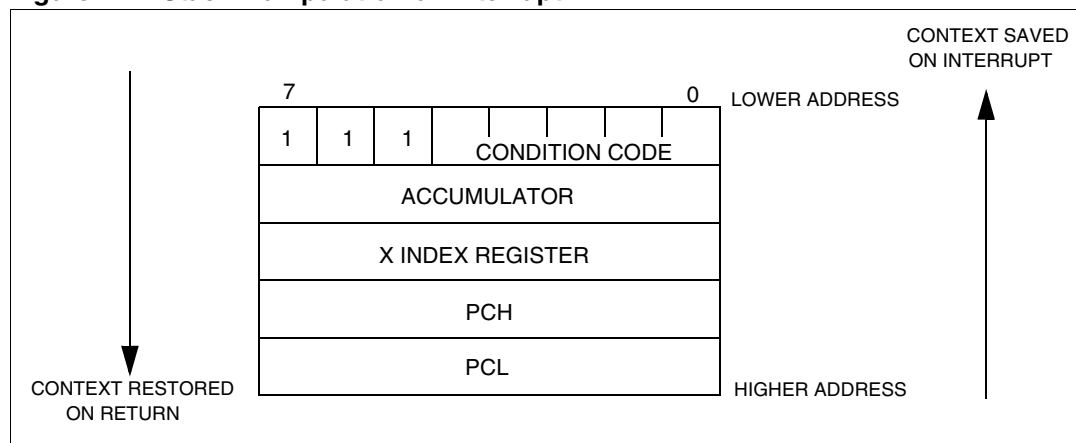 CONTEXT SAVED
ON INTERRUPT
7 0 LOWER ADDRESS
1 1 1 CONDITION CODE
ACCUMULATOR
X INDEX REGISTER
PCH
PCL
CONTEXT RESTORED
ON RETURN
HIGHER ADDRESS